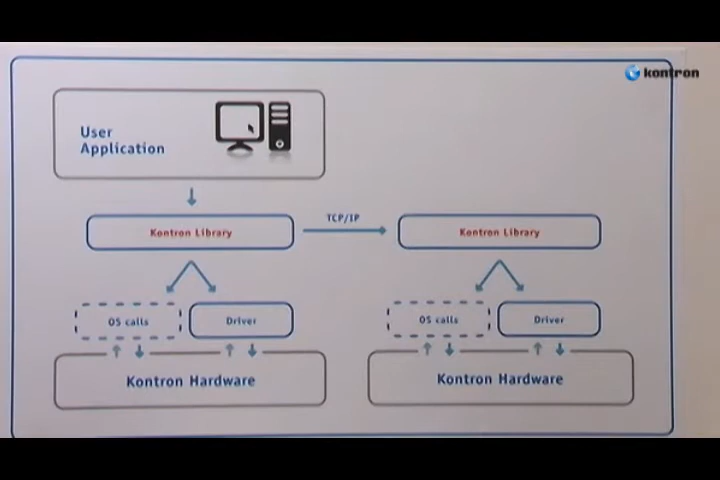 kontron
User
Application
TCP/IP
Kontron Library
Kontron Library
OS calls
Driver
OS calls
Driver
Kontron Hardware
Kontron Hardware